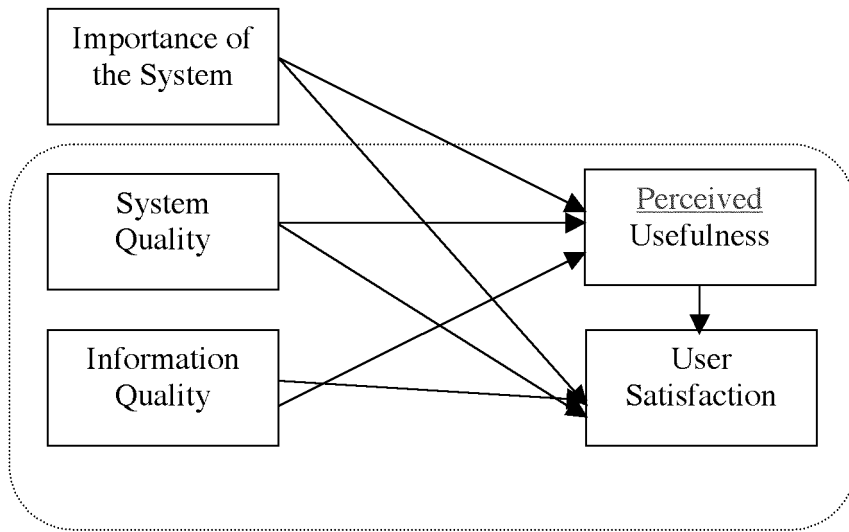 Importance of
the System
System
Quality
Perceived
Usefulness
Information
Quality
User
Satisfaction